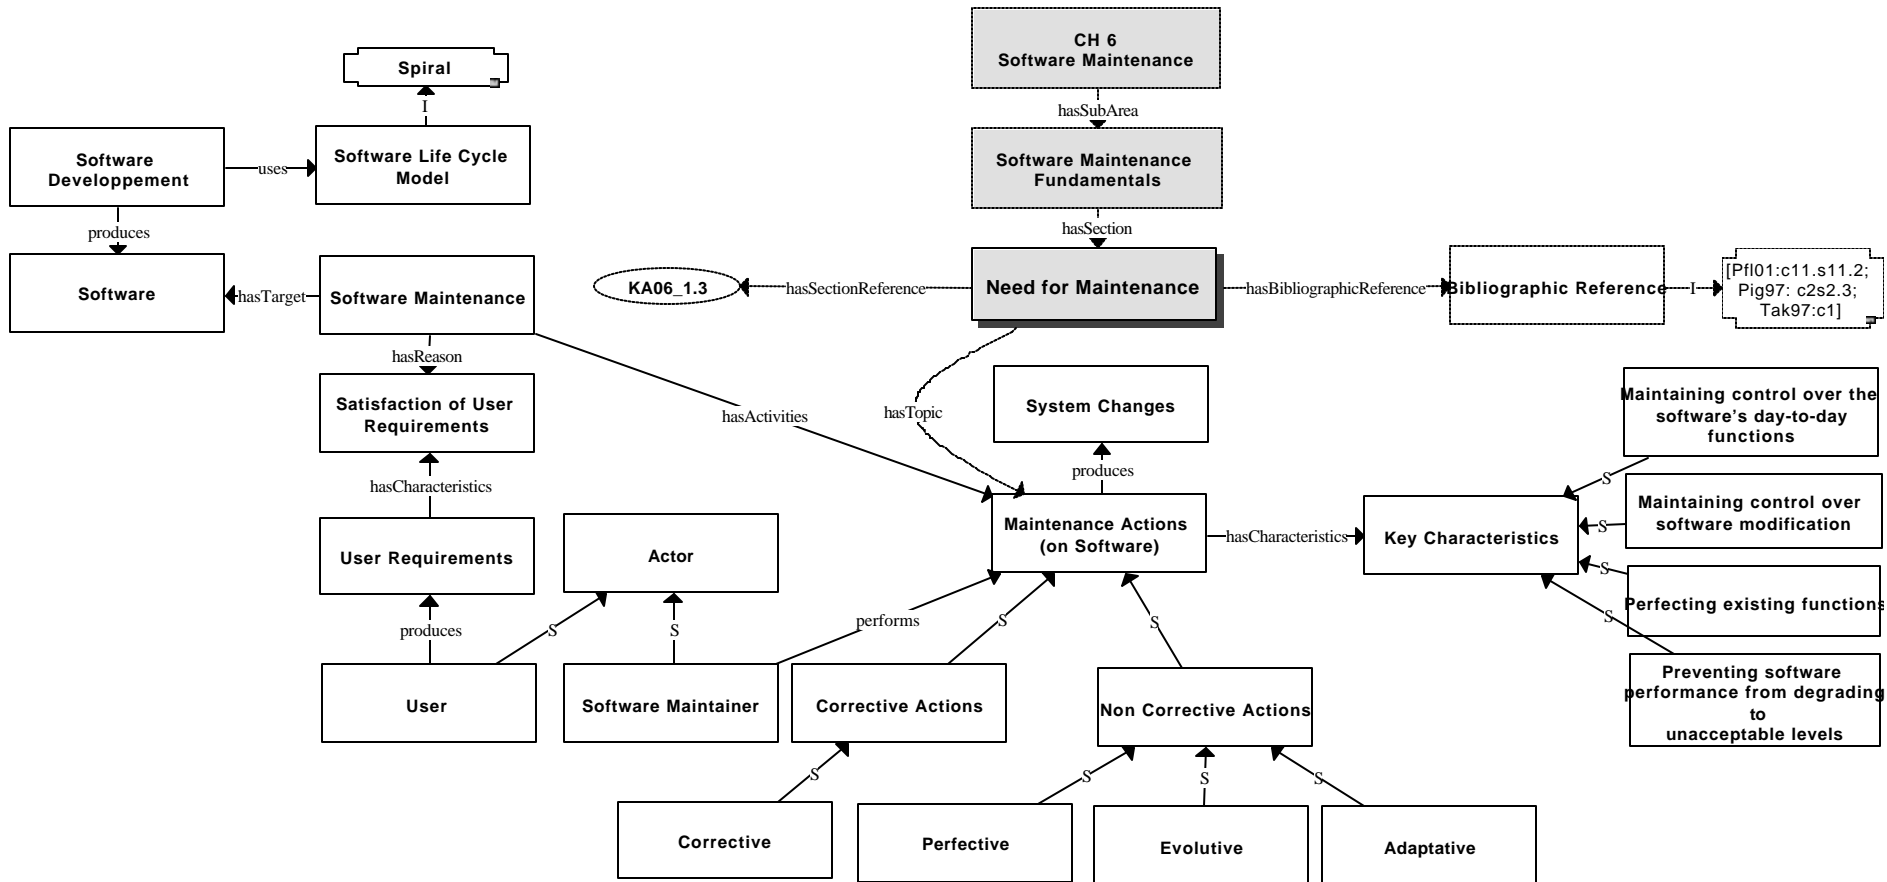 CH 6
Software Maintenance
Spiral
I
hasSubArea
Software
Developpement
uses
Software Life Cycle
Model
Software Maintenance
Fundamentals
produces
hasSection
Software
hasTarget
Software Maintenance
KA06_1.3
hasSectionReference
Need for Maintenance
hasBibliographicReference
Bibliographic Reference
I
[Pfl01:c11.s11.2;
Pig97: c2s2.3;
Tak97:c1]
hasReason
Satisfaction of User
Requirements
hasActivities
hasTopic
System Changes
Maintaining control over the
software's day-to-day
functions
produces
hasCharacteristics
S
User Requirements
Actor
Maintenance Actions
(on Software)
hasCharacteristics
Key Characteristics
S
Maintaining control over
software modification
S
Perfecting existing functions
produces
S
S
performs
S
S
S
User
Software Maintainer
Corrective Actions
Non Corrective Actions
Preventing software
performance from degrading
to
unacceptable levels
S
S
S
S
Corrective
Perfective
Evolutive
Adaptative